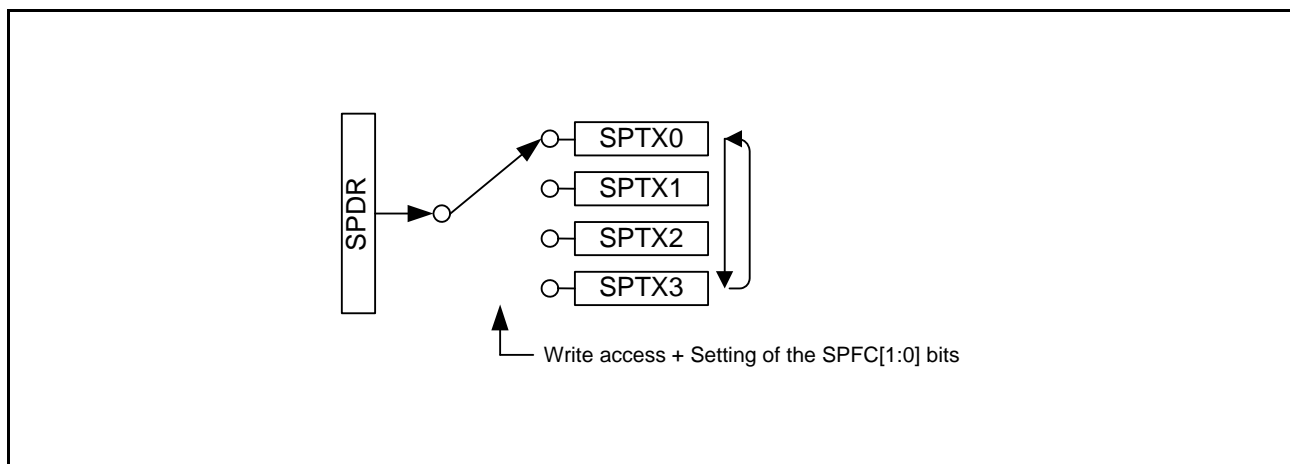 SPDR
SPTX0
SPTX1
SPTX2
SPTX3
Write access + Setting of the SPFC[1:0] bits